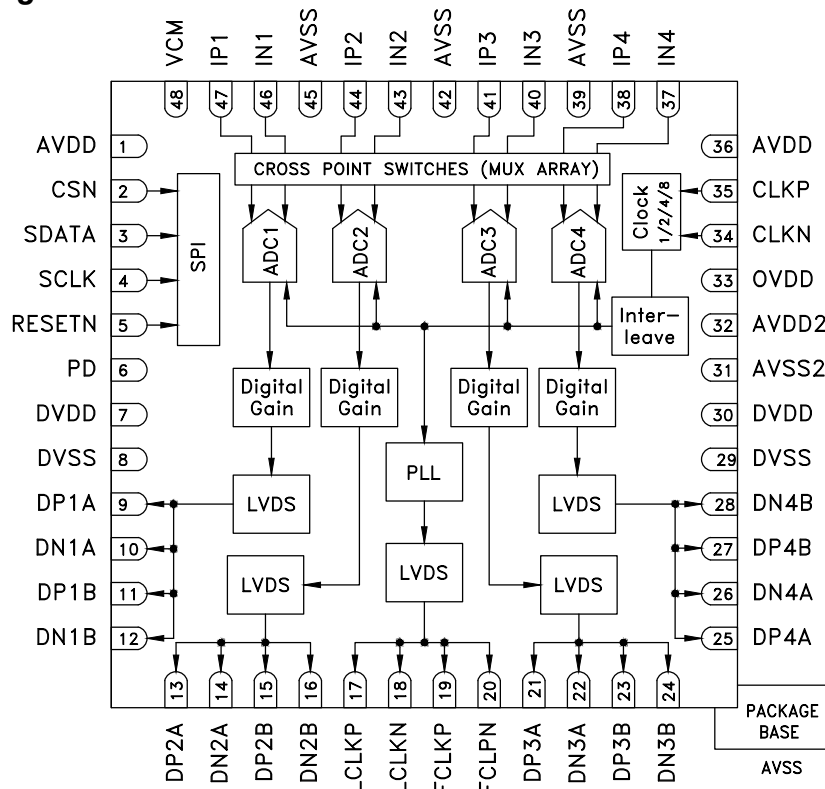 VCM IP1 IN1 AVSS IP2 IN2 AVSS IP3 IN3 AVSS IP4 IN4
48 47 46 45 44 43 42 41 40 39 38 37
AVDD 1
CSN 2
SDATA 3
SCLK 4
RESETN 5
PD 6
DVDD 7
DVSS 8
DP1A 9
DN1A 10
DP1B 11
DN1B 12
CROSS POINT SWITCHES (MUX ARRAY)
SPI
ADC1 ADC2 ADC3 ADC4
Clock
1/2/4/8
Inter-
leave
Digital
Gain
Digital
Gain
Digital
Gain
Digital
Gain
PLL
LVDS
LVDS
LVDS
LVDS
LVDS
36 AVDD
35 CLKP
34 CLKN
33 OVDD
32 AVDD2
31 AVSS2
30 DVDD
29 DVSS
28 DN4B
27 DP4B
26 DN4A
25 DP4A
13 14 15 16 17 18 19 20 21 22 23 24
DP2A DN2A DP2B DN2B LCLKP LCLKN FCLKP FCLPN DP3A DN3A DP3B DN3B
PACKAGE
BASE
AVSS